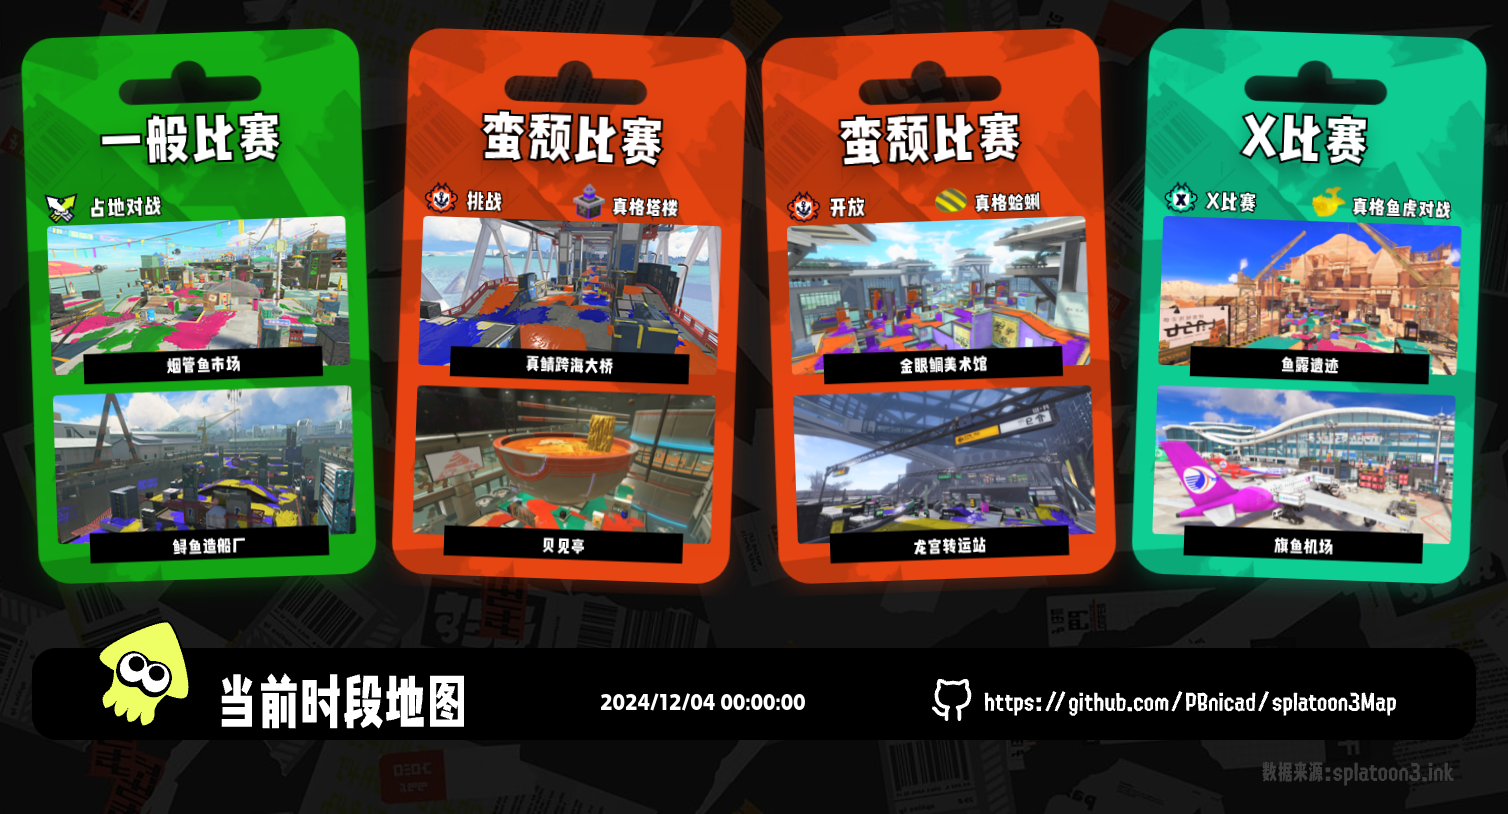 一般比赛
占地对战
烟管鱼市场
鲟鱼造船厂
蛮颓比赛
挑战
真格塔楼
真鲭跨海大桥
贝见亭
蛮颓比赛
开放
真格蛤蜊
金眼鲷美术馆
龙宫转运站
X比赛
X比赛
真格鱼虎对战
鱼露遗迹
旗鱼机场
当前时段地图
2024/12/04 00:00:00
https://github.com/PBnicad/splatoon3Map
数据来源:splatoon3.ink